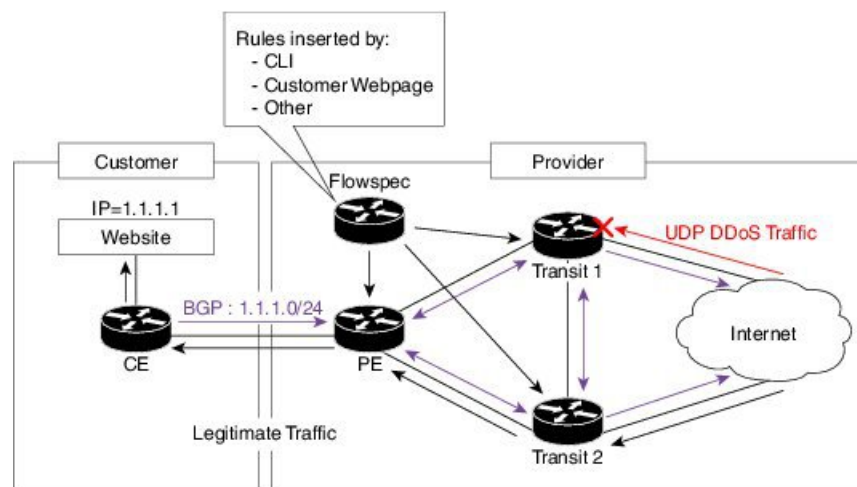 Rules inserted by:
- CLI
- Customer Webpage
- Other
Customer
Provider
Flowspec
IP=1.1.1.1
Website
UDP DDoS Traffic
Transit 1
BGP : 1.1.1.0/24
Internet
CE
PE
Legitimate Traffic
Transit 2